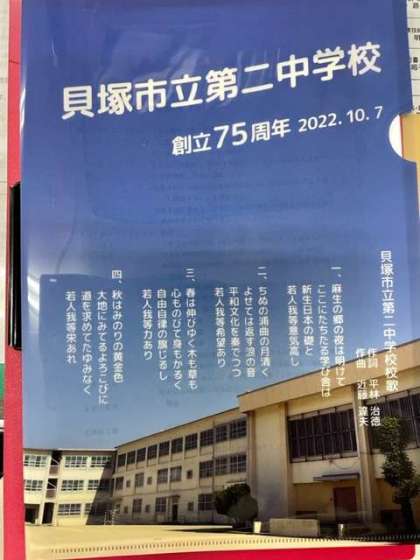 貝塚市立第二中学校
創立75周年 2022.10.7
貝塚市立第二中学校校歌
作詞 平林 治徳
作曲 近藤 達夫
一、麻生の郷の夜は明けて
ここにたちたる学び舎は
新生日本の礎と
若人我等意気高し
二、ちぬの浦曲の月清く
よせては返す浪の音
平和文化を奏でつつ
若人我等希望あり
三、春は伸びゆく木も草も
心ものびて身もかるく
自由自律の旗じるし
若人我等力あり
四、秋はみのりの黄金色
大地にみてるよろこびに
道を求めてたゆみなく
若人我等栄あれ